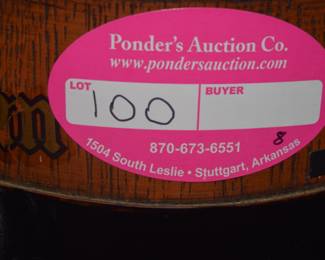 Ponder's Auction Co.
www.pondersauction.com
LOT 100 BUYER
870-673-6551 8
1504 South Leslie • Stuttgart, Arkansas